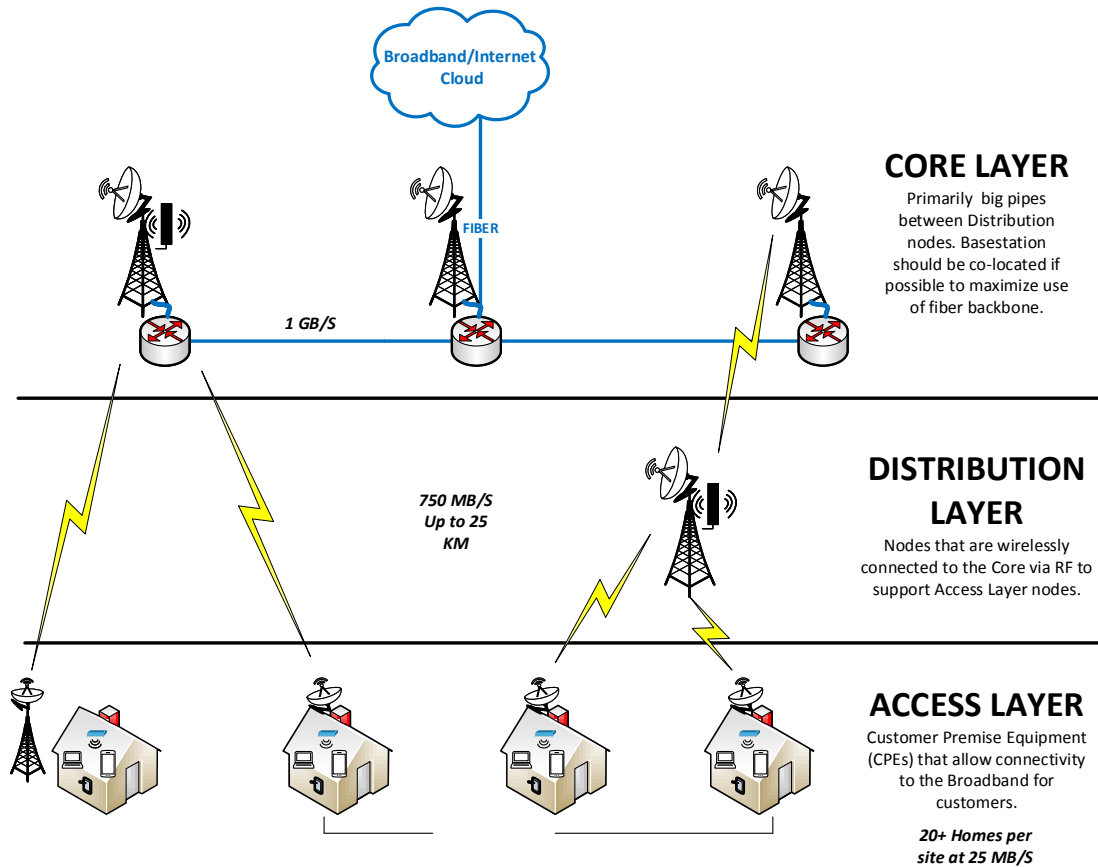 Broadband/Internet
Cloud
FIBER
1 GB/S
CORE LAYER
Primarily big pipes
between Distribution
nodes. Basestation
should be co-located if
possible to maximize use
of fiber backbone.
750 MB/S
Up to 25
KM
DISTRIBUTION
LAYER
Nodes that are wirelessly
connected to the Core via RF to
support Access Layer nodes.
ACCESS LAYER
Customer Premise Equipment
(CPEs) that allow connectivity
to the Broadband for
customers.
20+ Homes per
site at 25 MB/S